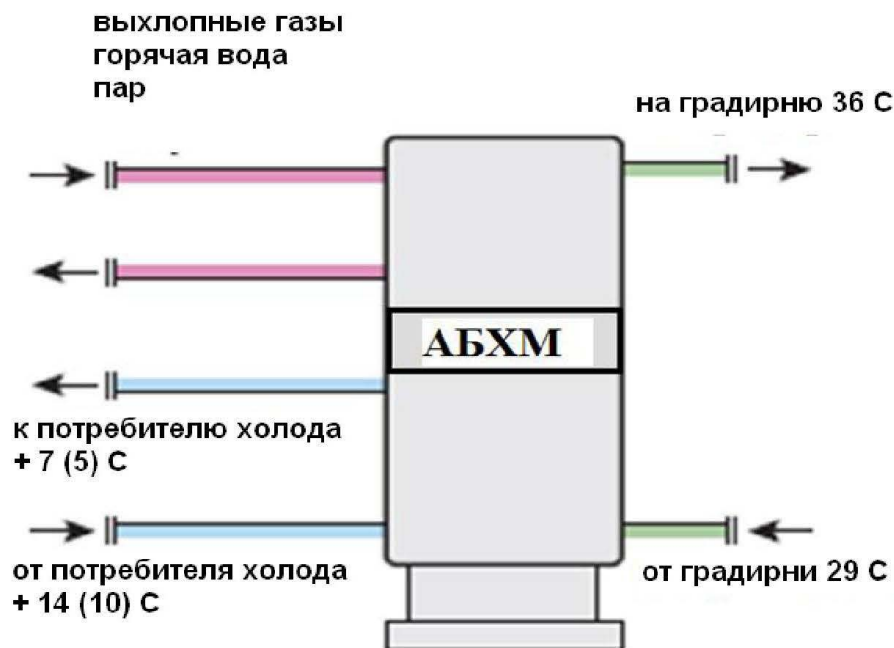 выхлопные газы
горячая вода
пар
на градирню 36 С
АБХМ
к потребителю холода
+ 7 (5) С
от потребителя холода
+ 14 (10) С
от градирни 29 С